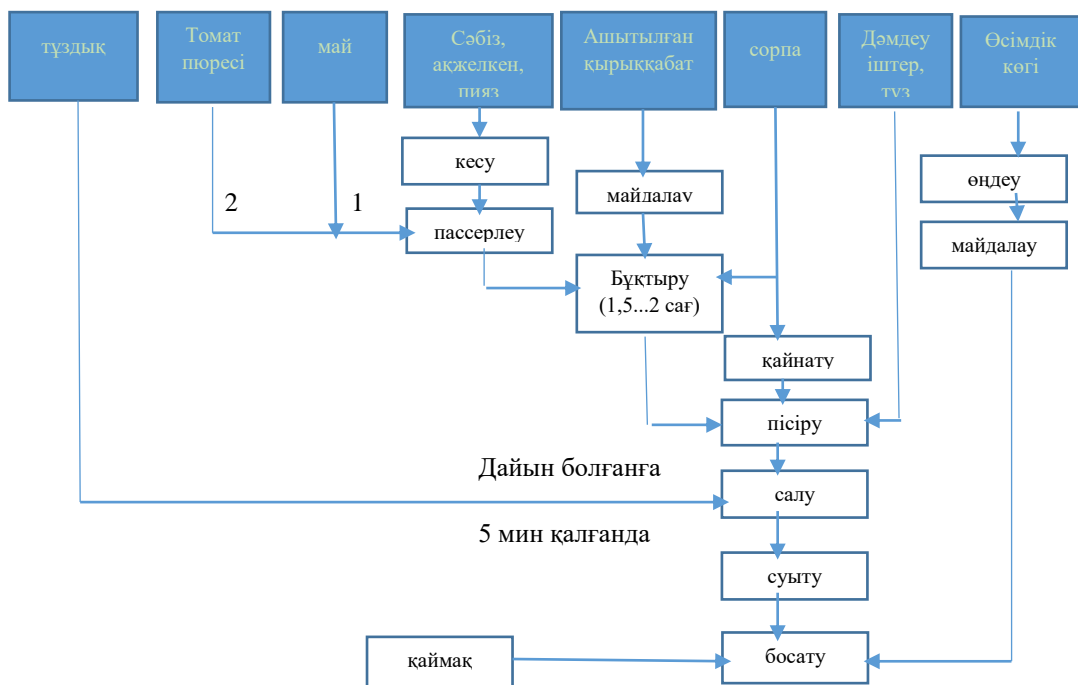 тұздық
Томат
пюресі
май
Сәбіз,
ақжелкен,
пияз
Ашытылған
қырыққабат
сорпа
Дәмдеу
іштер,
тұз
Өсімдік
көгі
кесу
майдалау
өңдеу
2
1
пассерлеу
майдалау
Бұқтыру
(1,5...2 сағ)
қайнату
пісіру
Дайын болғанға
салу
5 мин қалғанда
суыту
қаймақ
босату